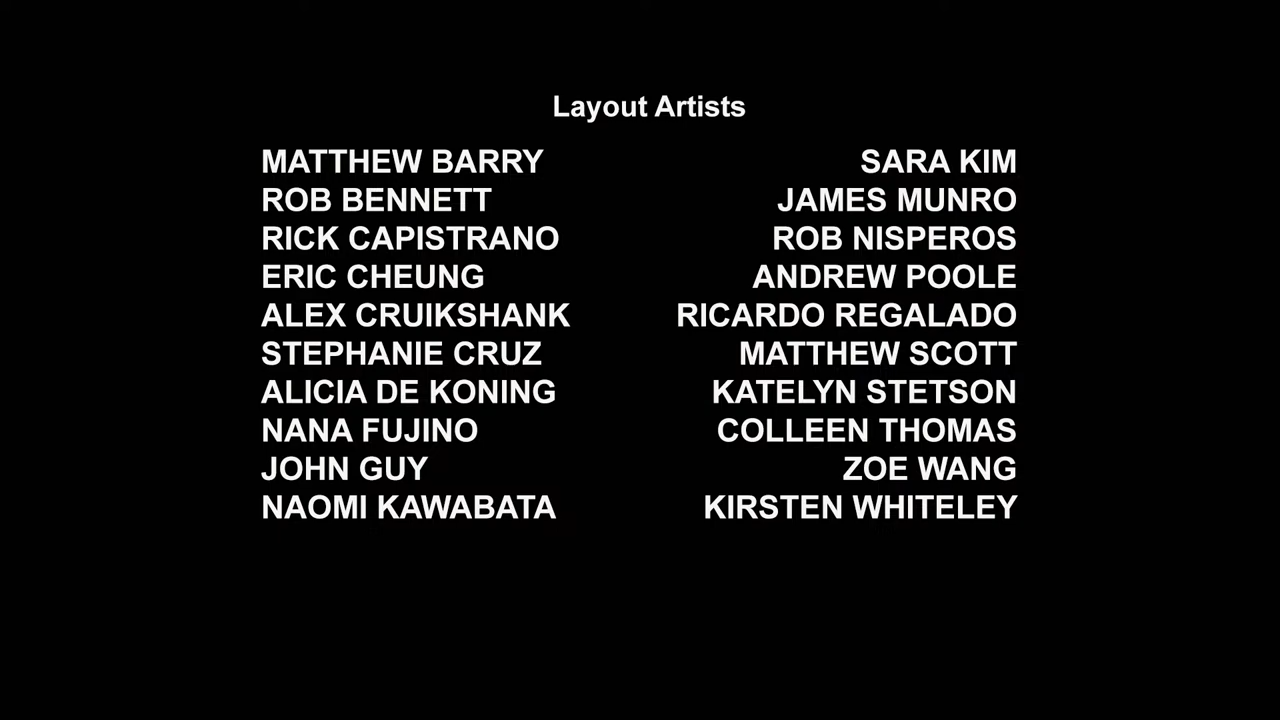 Layout Artists
MATTHEW BARRY SARA KIM
ROB BENNETT JAMES MUNRO
RICK CAPISTRANO ROB NISPEROS
ERIC CHEUNG ANDREW POOLE
ALEX CRUIKSHANK RICARDO REGALADO
STEPHANIE CRUZ MATTHEW SCOTT
ALICIA DE KONING KATELYN STETSON
NANA FUJINO COLLEEN THOMAS
JOHN GUY ZOE WANG
NAOMI KAWABATA KIRSTEN WHITELEY